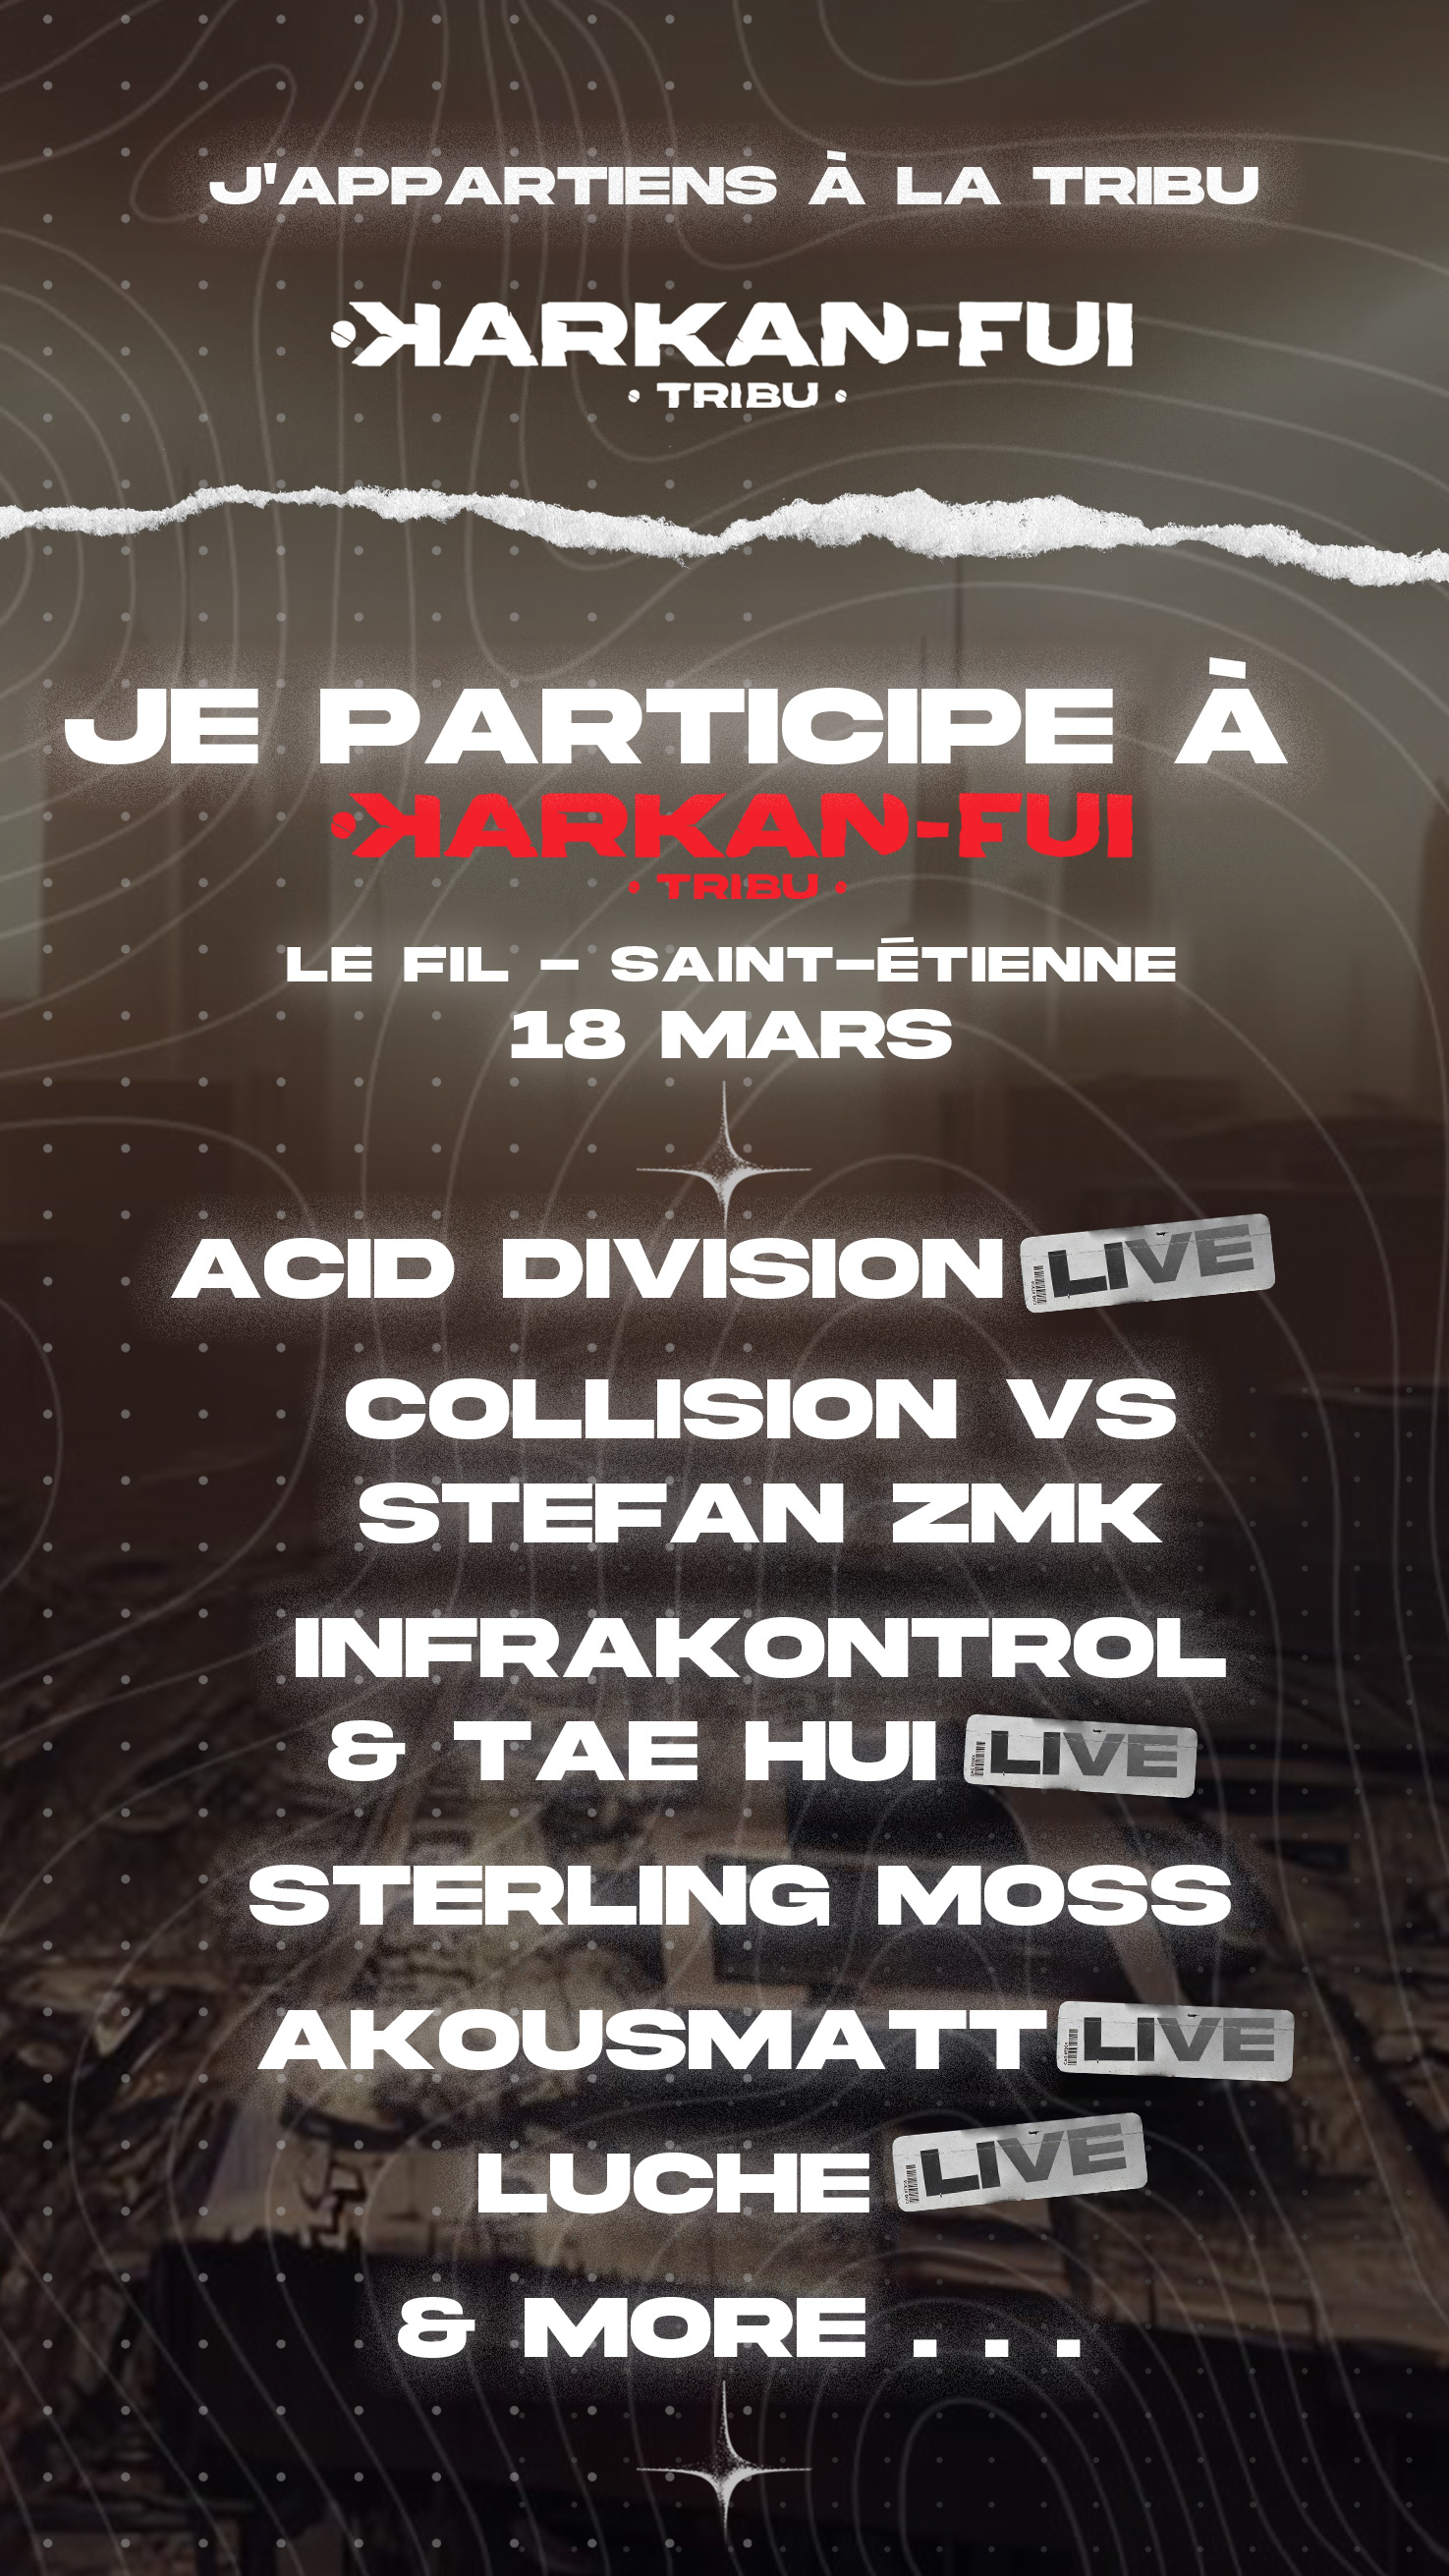 J'APPARTIENS À LA TRIBU
KARKAN-FUI
• TRIBU •
JE PARTICIPE À
KARKAN-FUI
• TRIBU •
LE FIL - SAINT-ÉTIENNE
18 MARS
ACID DIVISION LIVE
COLLISION VS
STEFAN ZMK
INFRAKONTROL
& TAE HUI LIVE
STERLING MOSS
AKOUSMATT LIVE
LUCHE LIVE
& MORE . . .